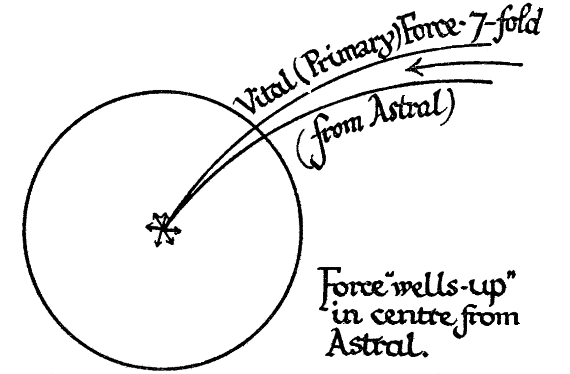 Vital (Primary) Force - 7-fold
(from Astral)
Force "wells-up"
in centre from
Astral.